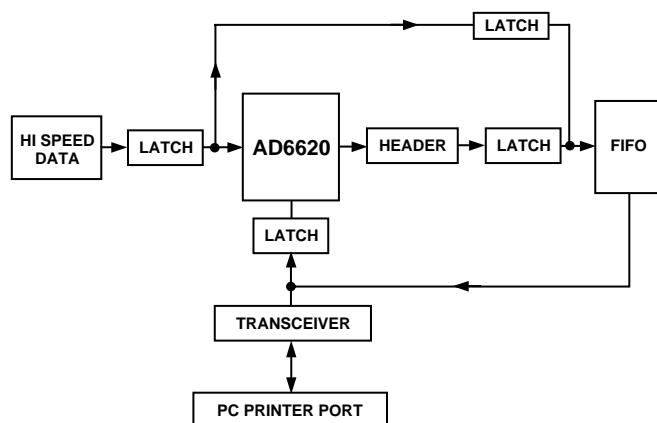 LATCH
HI SPEED
DATA
LATCH
AD6620
HEADER
LATCH
FIFO
LATCH
TRANSCEIVER
PC PRINTER PORT